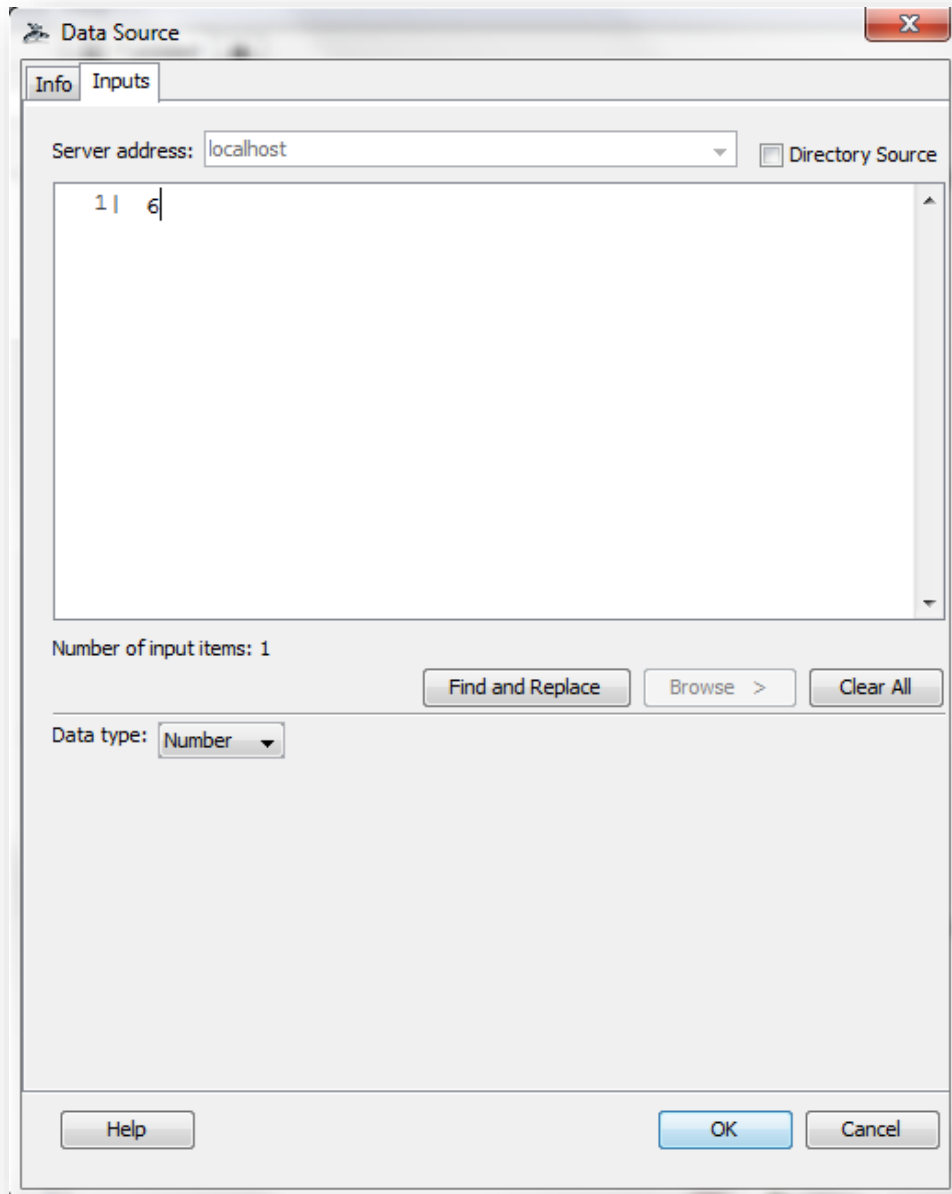 Data Source
Info Inputs
Server address: localhost Directory Source
1| 6
Number of input items: 1
Find and Replace Browse > Clear All
Data type: Number
Help OK Cancel